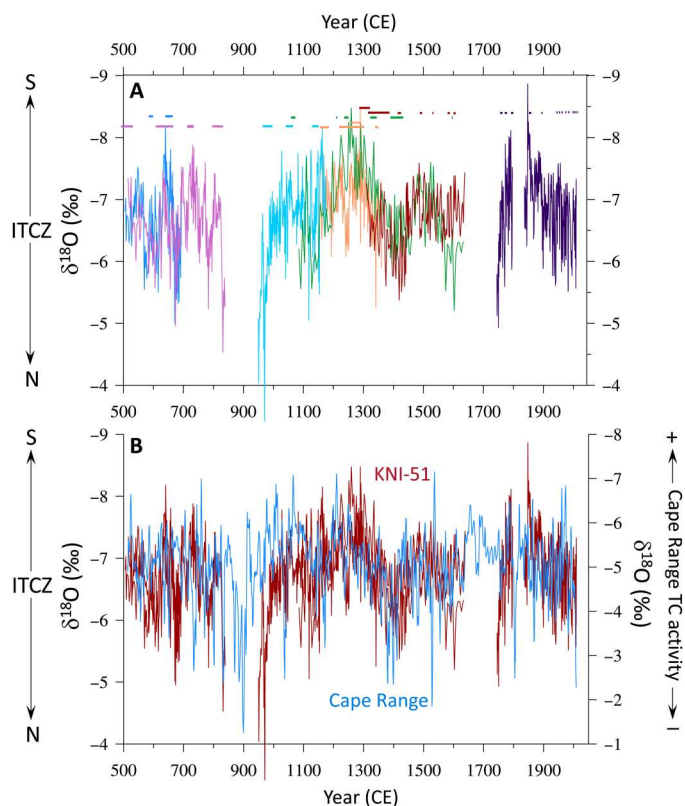 Year (CE)
500 700 900 1100 1300 1500 1700 1900
S
ITCZ
N
δ18O (‰)
A
−9 −9
−8 −8
−7 −7
−6 −6
−5 −5
−4 −4
500 700 900 1100 1300 1500 1700 1900
S
ITCZ
N
δ18O (‰)
B
KNI-51
Cape Range
−9 −8
−8 −7
−7 −6
−6 −5
−5 −4
−4 −3
−2
−1
δ18O (‰)
+
Cape Range TC activity
−
500 700 900 1100 1300 1500 1700 1900
Year (CE)